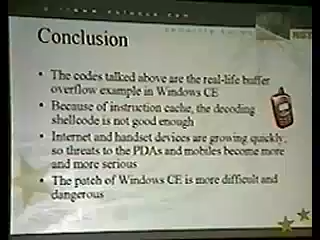 Conclusion
• The codes talked above are the real-life buffer
overflow example in Windows CE
• Because of instruction cache, the decoding
shellcode is not good enough
• Internet and handset devices are growing quickly,
so threats to the PDAs and mobiles become more
and more serious
• The patch of Windows CE is more difficult and
dangerous